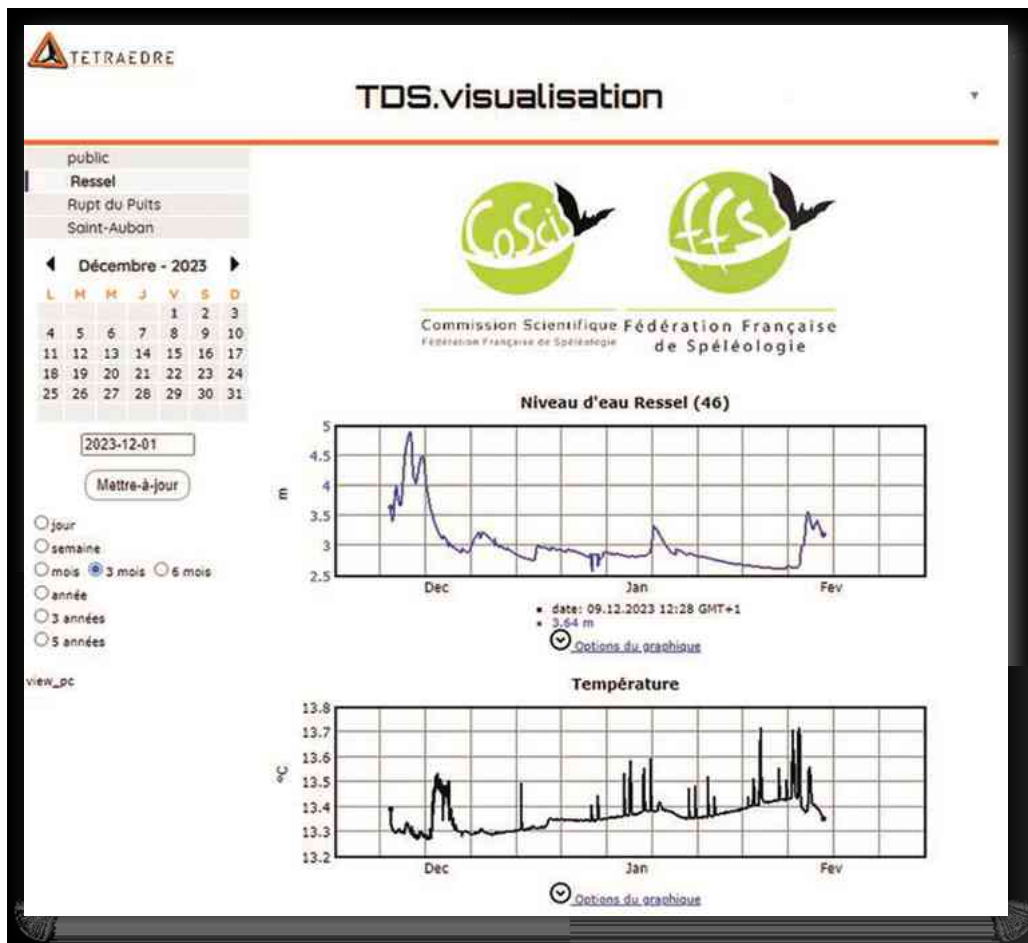 TETRAEDRE
TDS.visualisation
public
Ressel
Rupt du Puits
Saint-Auban
Décembre - 2023
L M M J V S D
1 2 3
4 5 6 7 8 9 10
11 12 13 14 15 16 17
18 19 20 21 22 23 24
25 26 27 28 29 30 31
2023-12-01
Mettre-à-jour
jour
semaine
mois 3 mois 6 mois
année
3 années
5 années
view_pc
CoSci
Commission Scientifique
Fédération Française de Spéléologie
ffs
Fédération Française
de Spéléologie
Niveau d'eau Ressel (46)
5
4.5
4
3.5
3
2.5
m
Dec Jan Fev
date: 09.12.2023 12:28 GMT+1
3.64 m
Options du graphique
Température
13.8
13.7
13.6
13.5
13.4
13.3
13.2
°C
Dec Jan Fev
Options du graphique